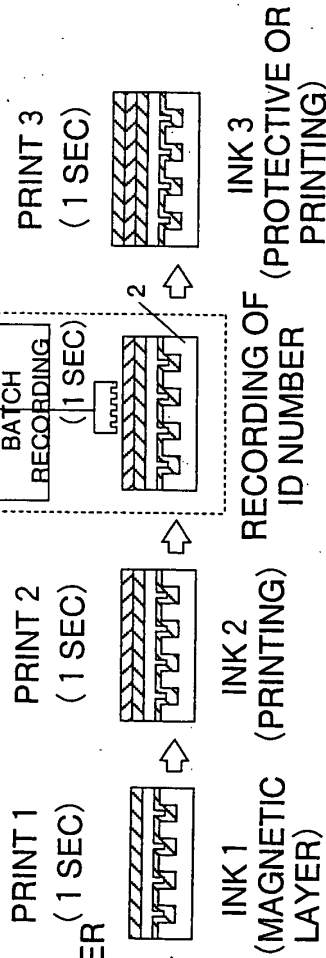 PRINT 1
(1 SEC)
ER
INK 1
(MAGNETIC
LAYER)
PRINT 2
(1 SEC)
INK 2
(PRINTING)
BATCH
RECORDING
(1 SEC)
2
RECORDING OF
ID NUMBER
PRINT 3
(1 SEC)
INK 3
(PROTECTIVE OR
PRINTING)